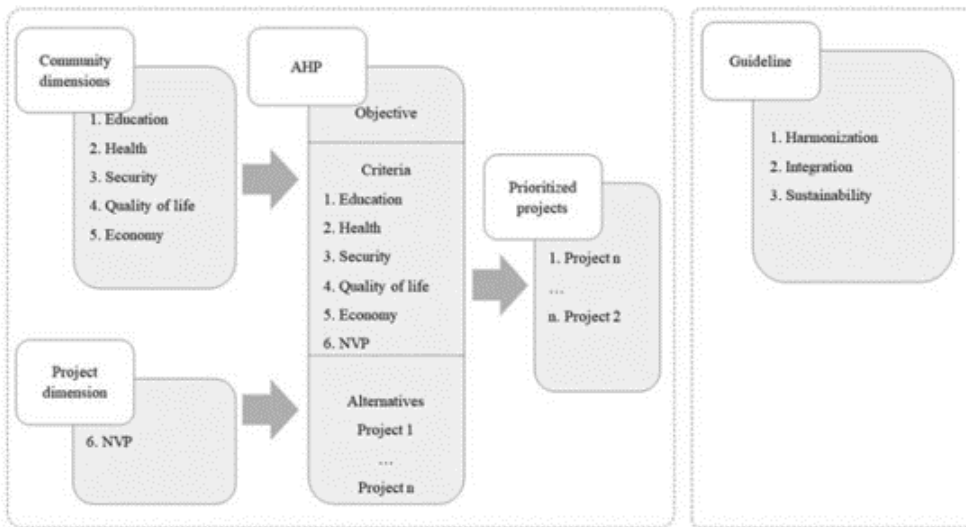 Community
dimensions
1. Education
2. Health
3. Security
4. Quality of life
5. Economy
Project
dimension
6. NVP
AHP
Objective
Criteria
1. Education
2. Health
3. Security
4. Quality of life
5. Economy
6. NVP
Alternatives
Project 1
...
Project n
Prioritized
projects
1. Project n
...
n. Project 2
Guideline
1. Harmonization
2. Integration
3. Sustainability